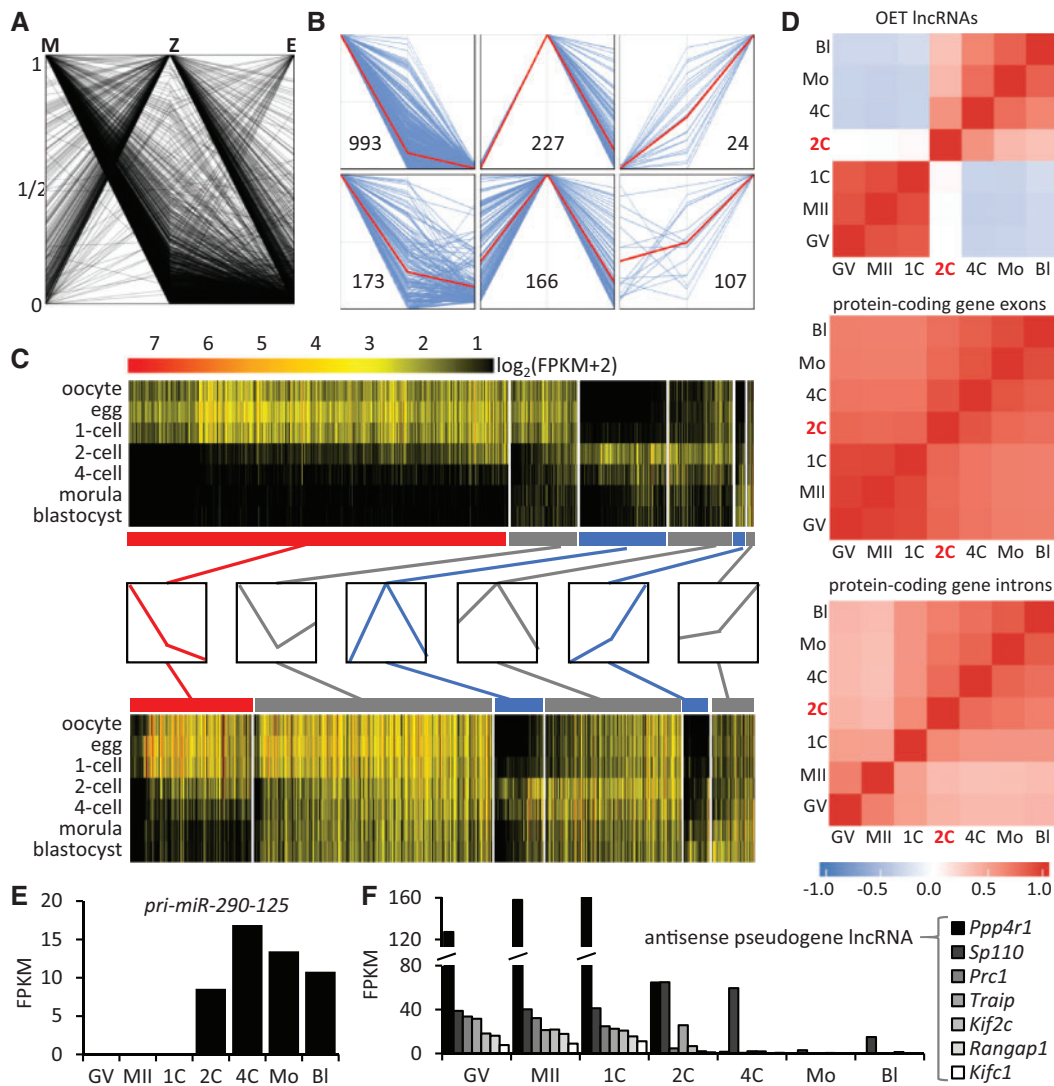 A
M Z E
1
1/2
0
B
993 227 24
173 166 107
C
7 6 5 4 3 2 1
log2(FPKM+2)
oocyte
egg
1-cell
2-cell
4-cell
morula
blastocyst
oocyte
egg
1-cell
2-cell
4-cell
morula
blastocyst
D
OET lncRNAs
Bl
Mo
4C
2C
1C
MII
GV
GV MII 1C 2C 4C Mo Bl
protein-coding gene exons
Bl
Mo
4C
2C
1C
MII
GV
GV MII 1C 2C 4C Mo Bl
protein-coding gene introns
Bl
Mo
4C
2C
1C
MII
GV
GV MII 1C 2C 4C Mo Bl
-1.0 -0.5 0.0 0.5 1.0
E
pri-miR-290-125
FPKM
20
15
10
5
0
GV MII 1C 2C 4C Mo Bl
F
FPKM
160
120
80
40
0
GV MII 1C 2C 4C Mo Bl
antisense pseudogene lncRNA
Ppp4r1
Sp110
Prc1
Traip
Kif2c
Rangap1
Kifc1